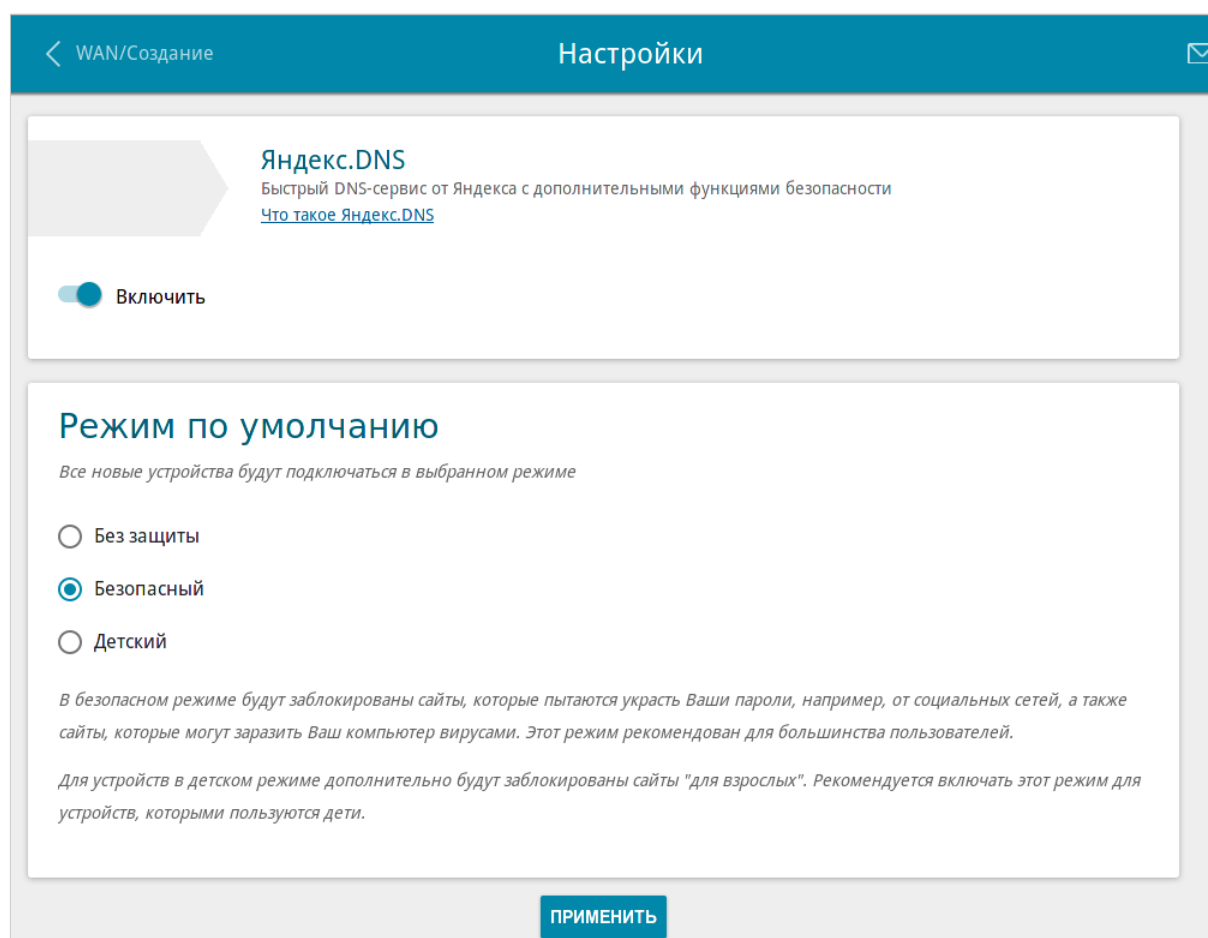 WAN/Создание
Настройки
Яндекс.DNS
Быстрый DNS-сервис от Яндекса с дополнительными функциями безопасности
Что такое Яндекс.DNS
Включить
Режим по умолчанию
Все новые устройства будут подключаться в выбранном режиме
Без защиты
Безопасный
Детский
В безопасном режиме будут заблокированы сайты, которые пытаются украсть Ваши пароли, например, от социальных сетей, а также
сайты, которые могут заразить Ваш компьютер вирусами. Этот режим рекомендован для большинства пользователей.
Для устройств в детском режиме дополнительно будут заблокированы сайты "для взрослых". Рекомендуется включать этот режим для
устройств, которыми пользуются дети.
ПРИМЕНИТЬ